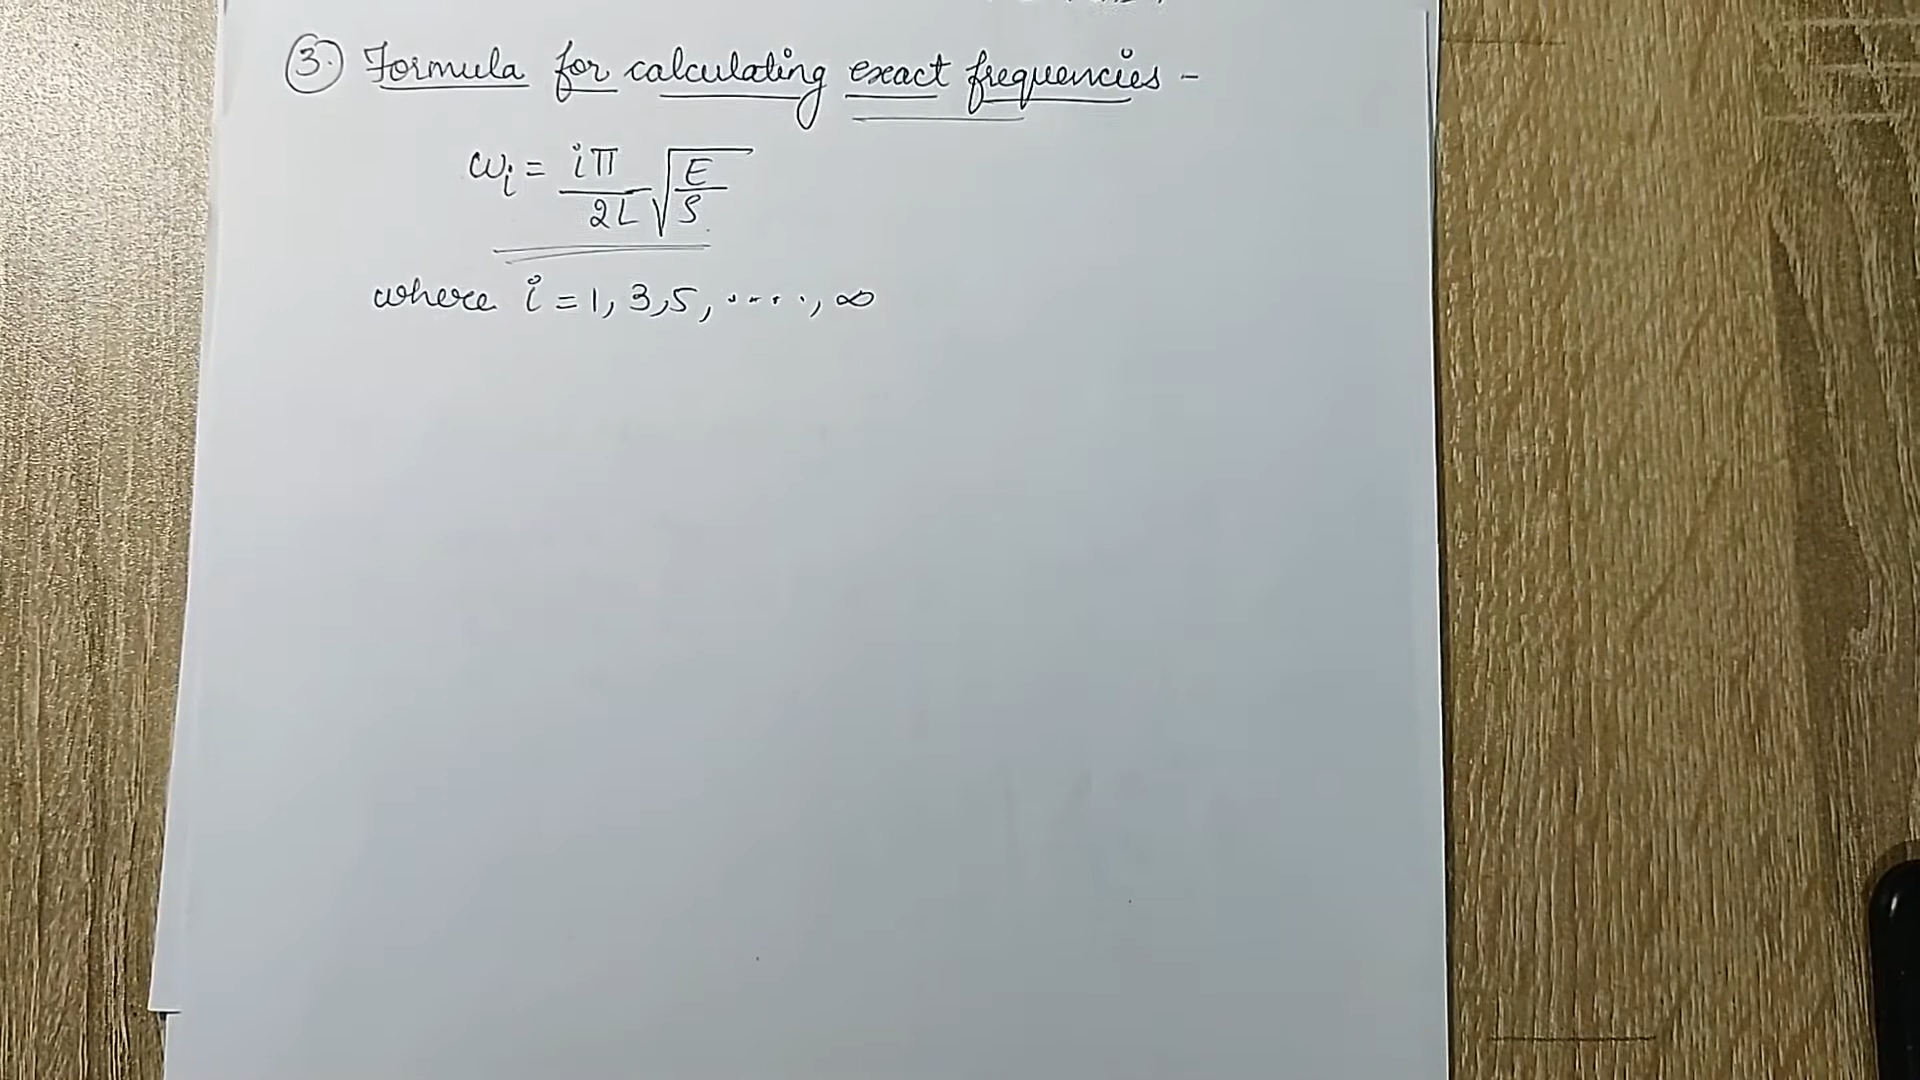 3. Formula for calculating exact frequencies -
ωi = iπ/2L √E/ρ
where i = 1, 3, 5, ....., ∞